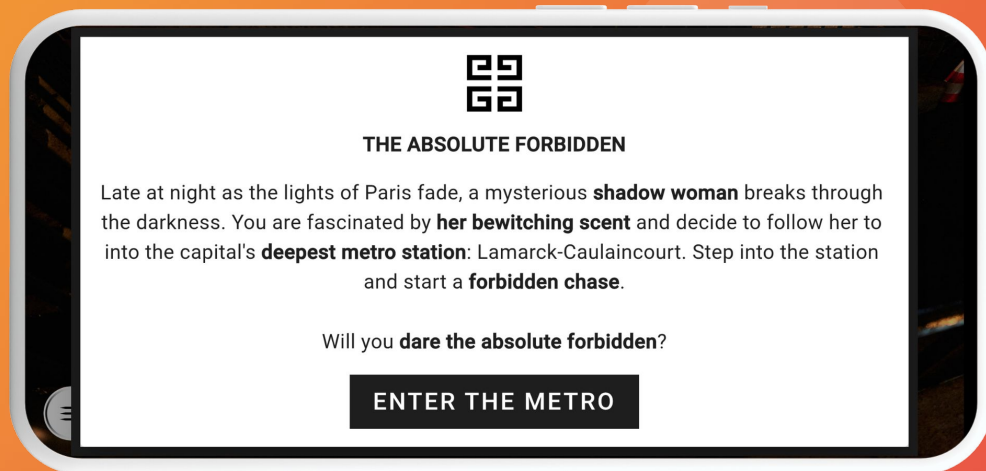 THE ABSOLUTE FORBIDDEN
Late at night as the lights of Paris fade, a mysterious shadow woman breaks through
the darkness. You are fascinated by her bewitching scent and decide to follow her to
into the capital's deepest metro station: Lamarck-Caulaincourt. Step into the station
and start a forbidden chase.
Will you dare the absolute forbidden?
ENTER THE METRO